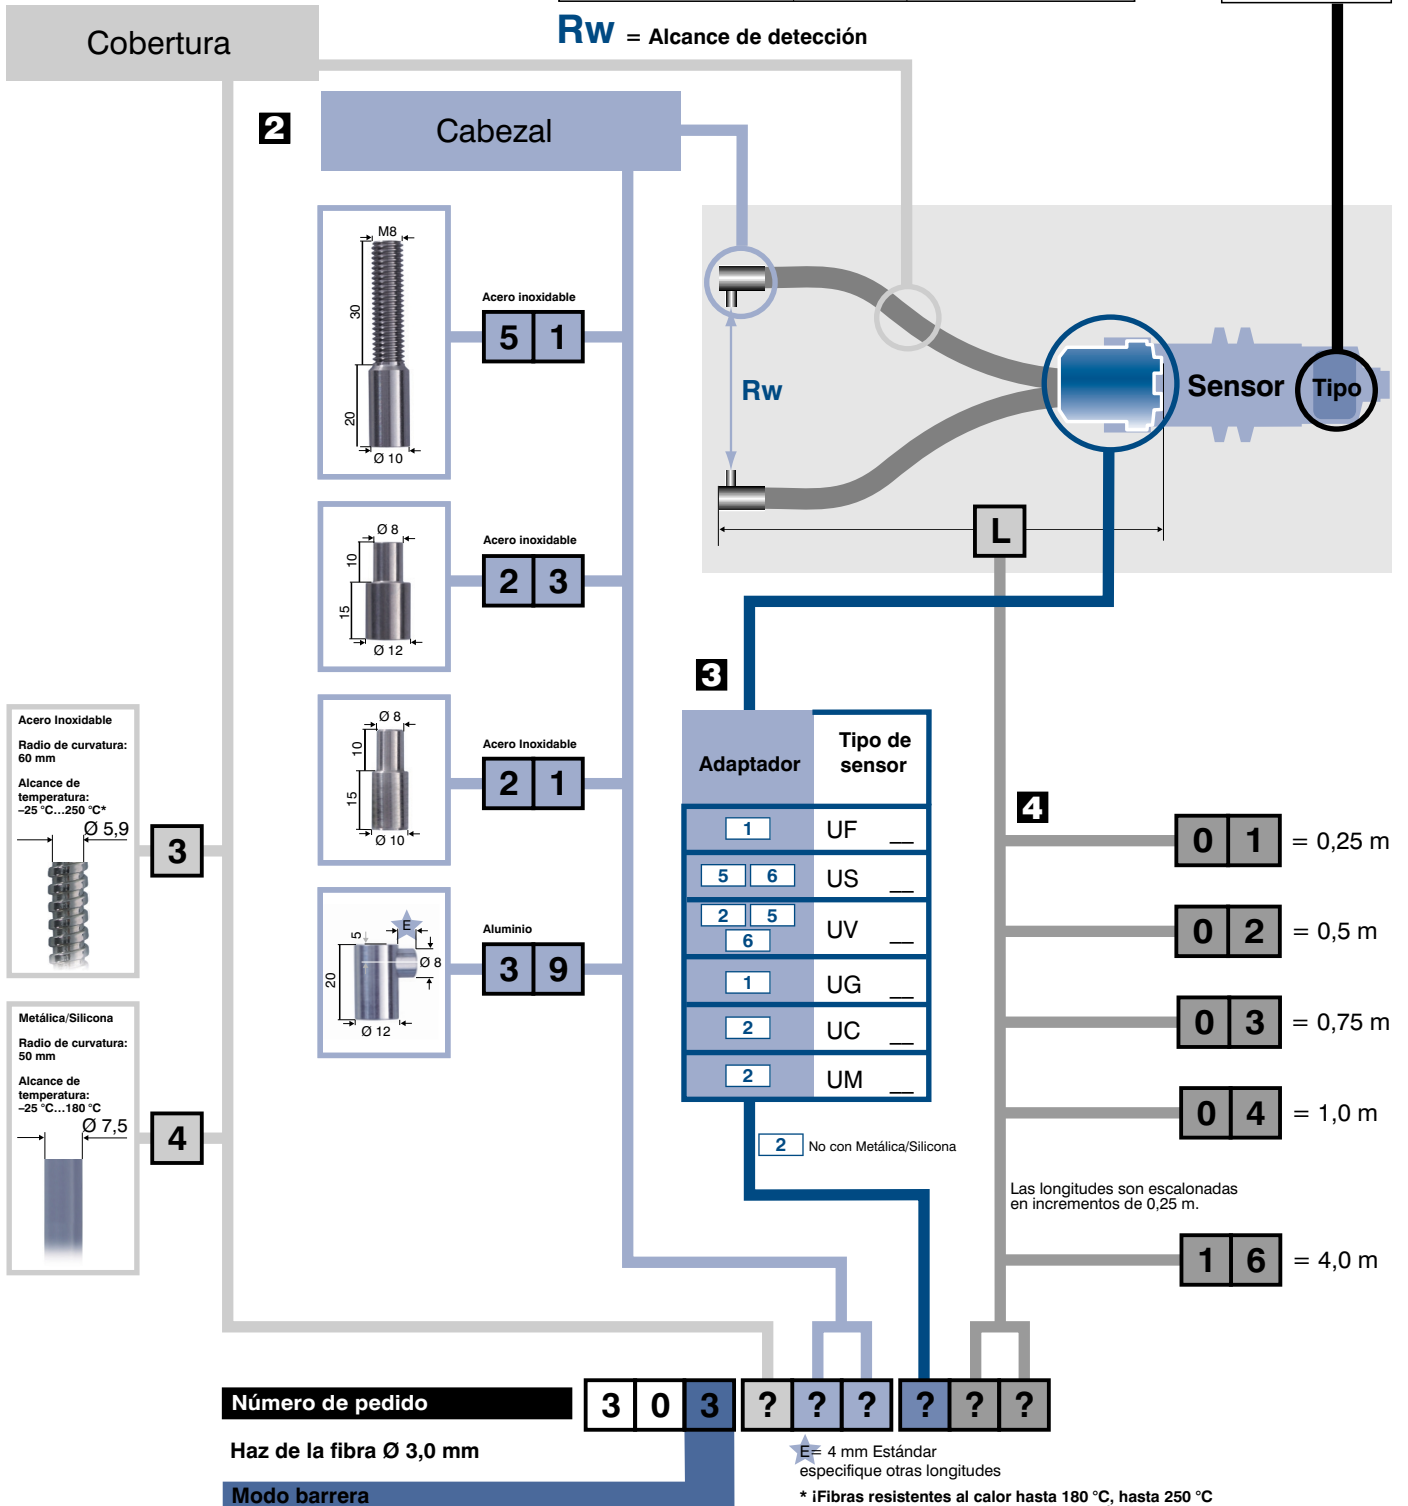 Cobertura
Rw = Alcance de detección
2
Cabezal
M8
30
20
Ø 10
Acero inoxidable
5 1
Rw
Sensor
Tipo
L
Ø 8
10
15
Ø 12
Acero inoxidable
2 3
3
Adaptador
Tipo de
sensor
1 UF __
5 6 US __
2 5
6
UV __
1 UG __
2 UC __
2 UM __
2 No con Metálica/Silicona
Ø 8
10
15
Ø 10
Acero Inoxidable
2 1
E
5
20
Ø 8
Ø 12
Aluminio
3 9
Acero Inoxidable
Radio de curvatura:
60 mm
Alcance de
temperatura:
–25 °C...250 °C*
Ø 5,9
3
Metálica/Silicona
Radio de curvatura:
50 mm
Alcance de
temperatura:
–25 °C...180 °C
Ø 7,5
4
4
0 1 = 0,25 m
0 2 = 0,5 m
0 3 = 0,75 m
0 4 = 1,0 m
Las longitudes son escalonadas
en incrementos de 0,25 m.
1 6 = 4,0 m
Número de pedido
3 0 3 ? ? ? ? ? ?
Haz de la fibra Ø 3,0 mm
Modo barrera
E= 4 mm Estándar
especifique otras longitudes
* ¡Fibras resistentes al calor hasta 180 °C, hasta 250 °C